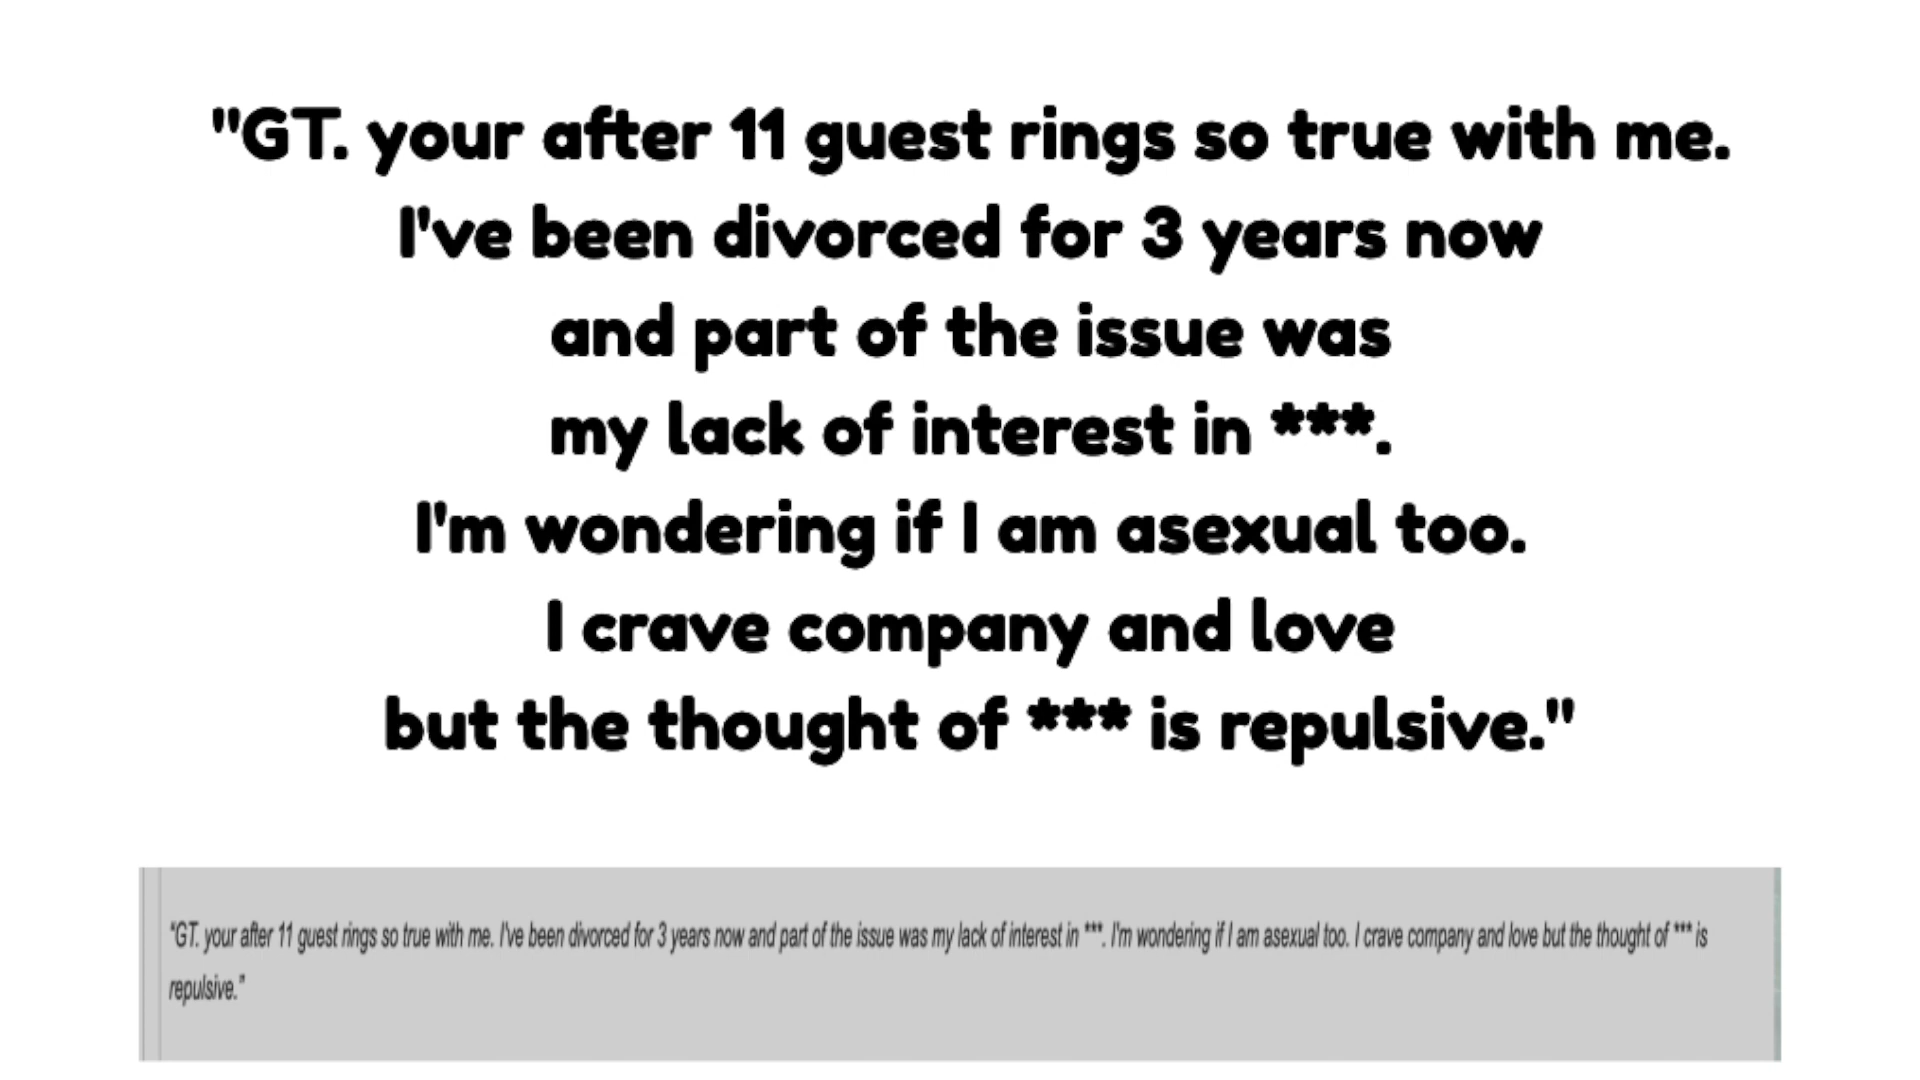 "GT. your after 11 guest rings so true with me.
I've been divorced for 3 years now
and part of the issue was
my lack of interest in ***.
I'm wondering if I am asexual too.
I crave company and love
but the thought of *** is repulsive."
"GT. your after 11 guest rings so true with me. I've been divorced for 3 years now and part of the issue was my lack of interest in ***. I'm wondering if I am asexual too. I crave company and love but the thought of *** is
repulsive."